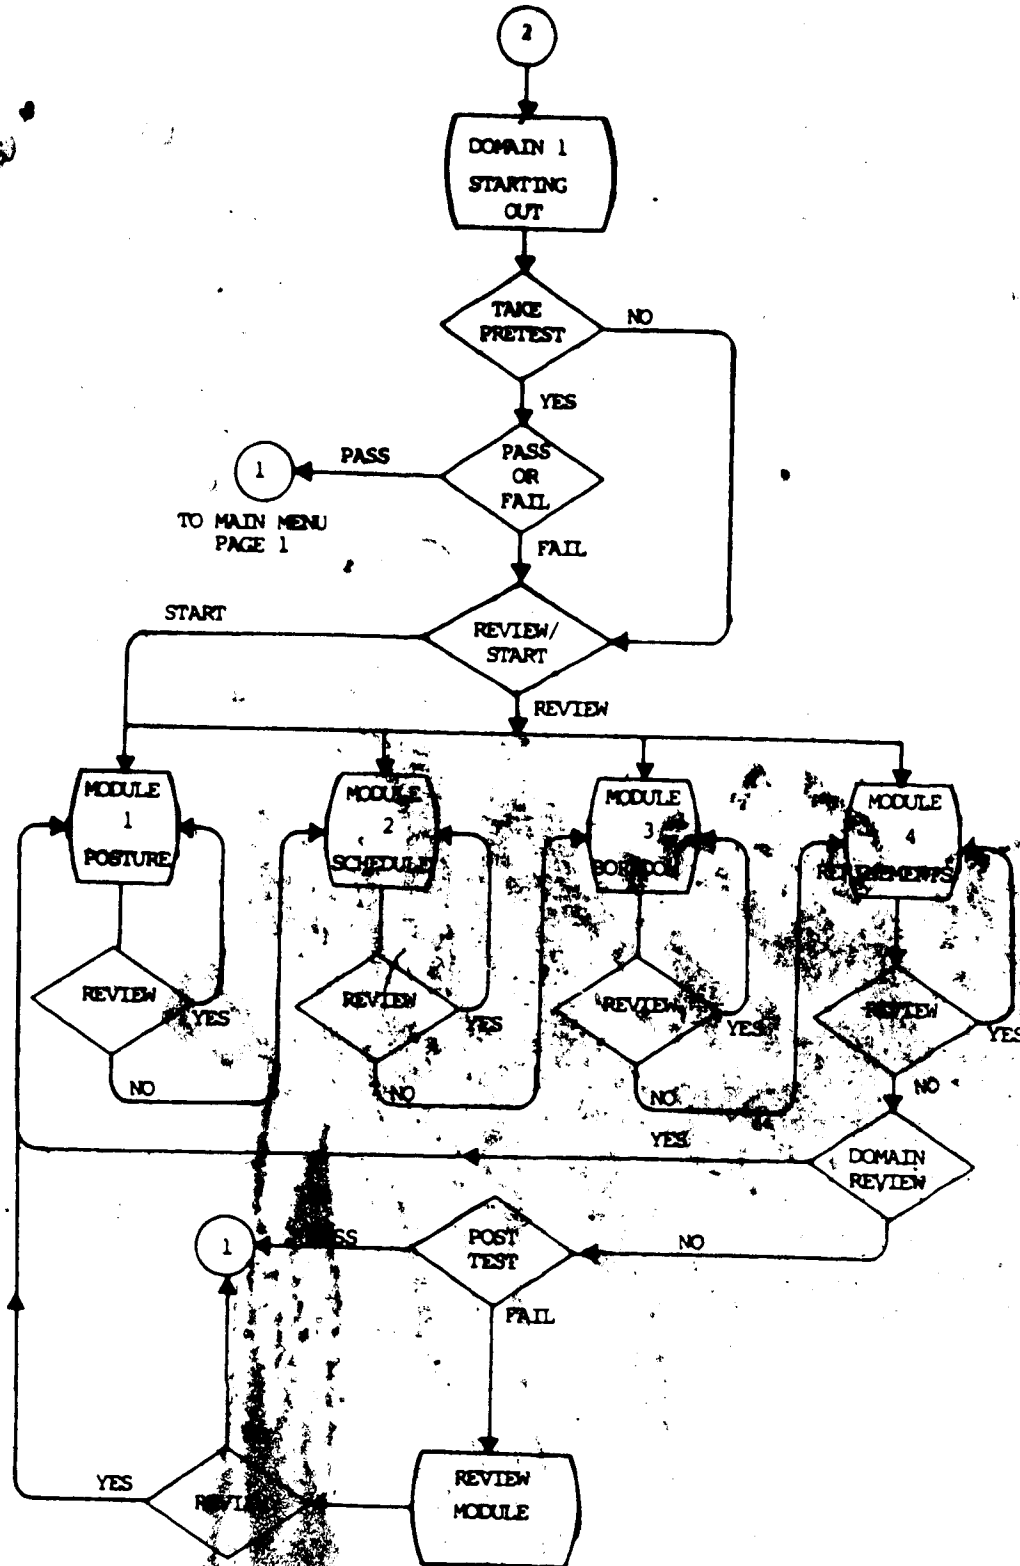 2
DOMAIN 1
STARTING
OUT
TAKE
PRETEST
NO
YES
PASS
OR
FAIL
PASS
1
TO MAIN MENU
PAGE 1
FAIL
REVIEW/
START
START
REVIEW
MODULE
1
POSTURE
MODULE
2
SCHEDULE
MODULE
3
MODULE
4
REVIEW
YES
NO
REVIEW
YES
NO
REVIEW
YES
NO
REVIEW
YES
NO
YES
DOMAIN
REVIEW
NO
POST
TEST
1
FAIL
REVIEW
MODULE
YES